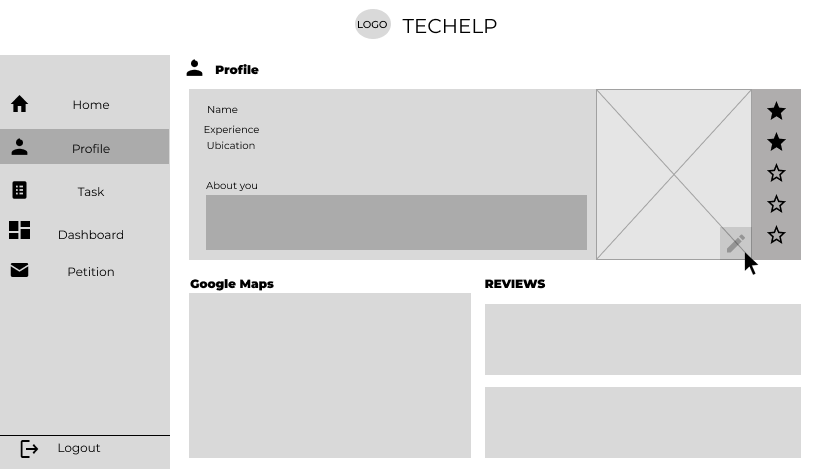 LOGO TECHELP
Profile
Home
Profile
Task
Dashboard
Petition
Logout
Name
Experience
Ubication
About you
Google Maps
REVIEWS